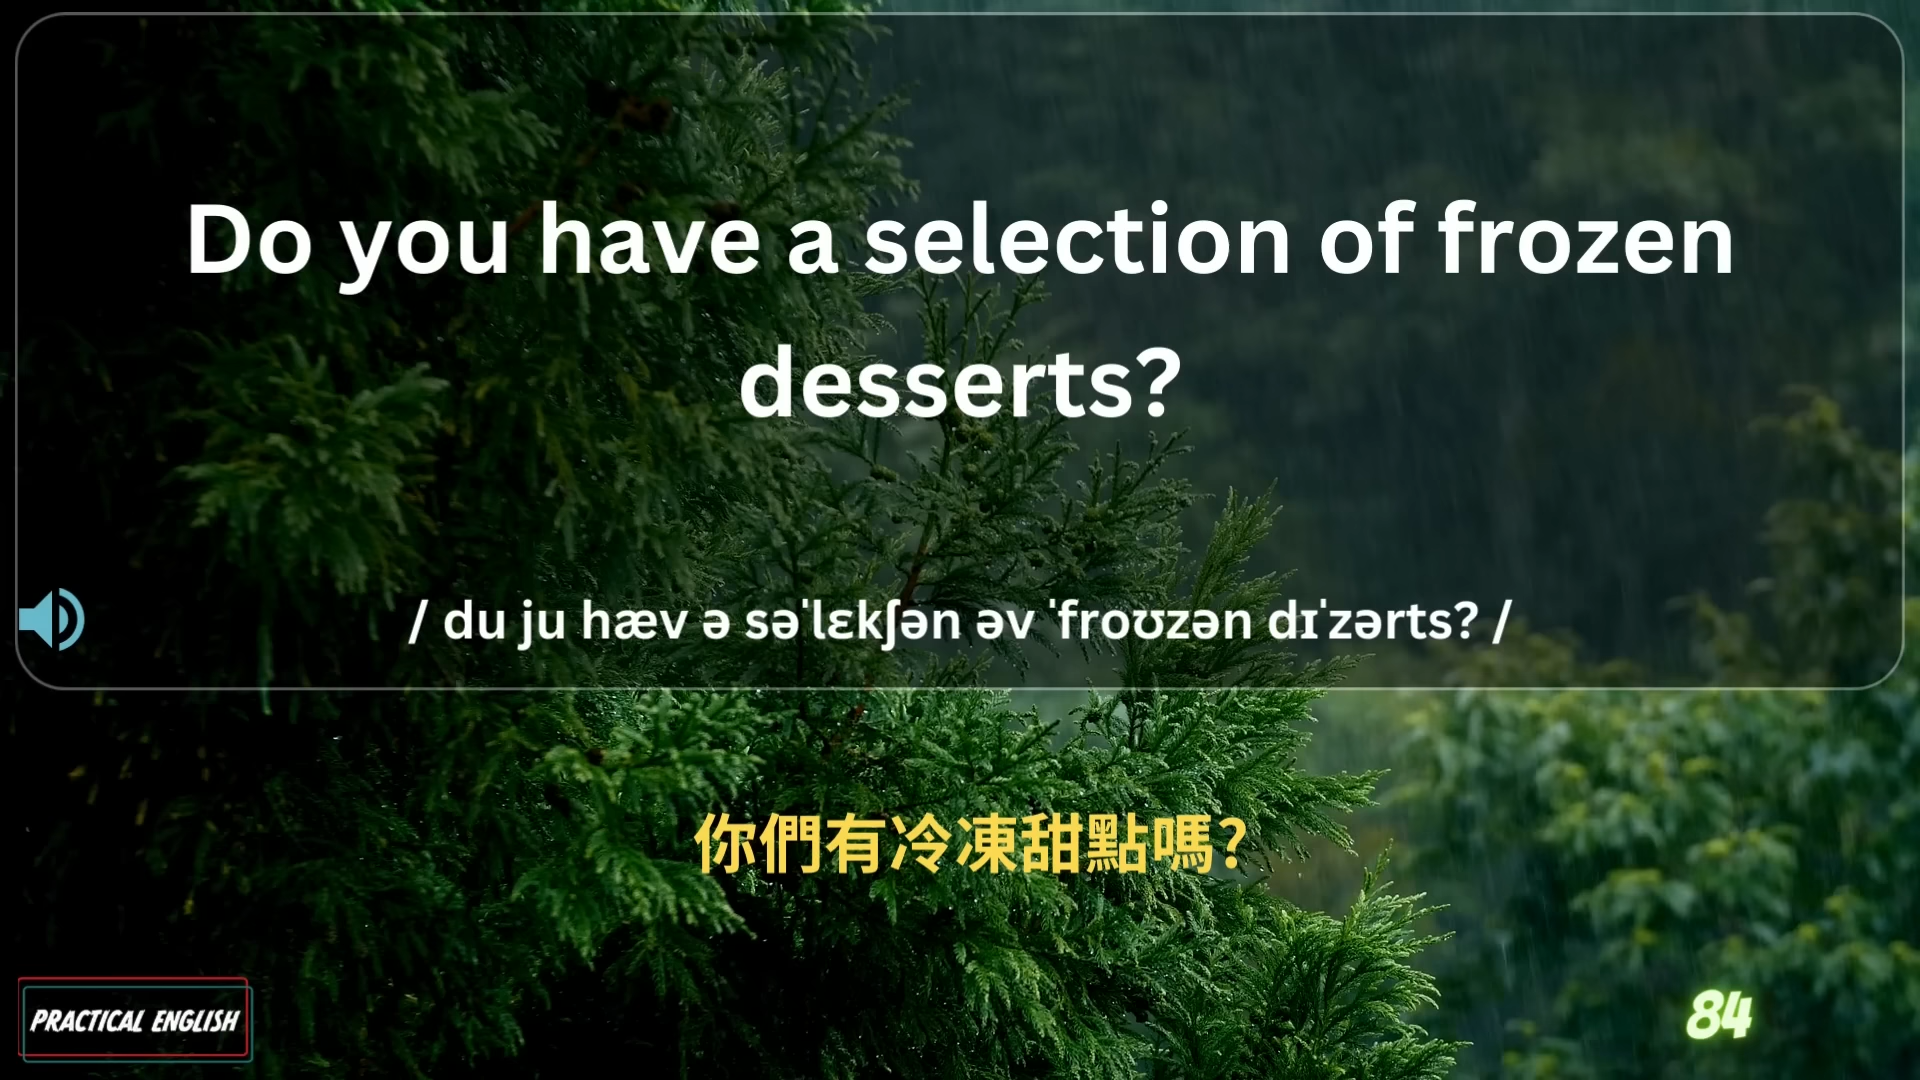 Do you have a selection of frozen
desserts?
/ du ju hæv ə səˈlɛkʃən əv ˈfroʊzən dɪˈzərts? /
你們有冷凍甜點嗎?
PRACTICAL ENGLISH
84